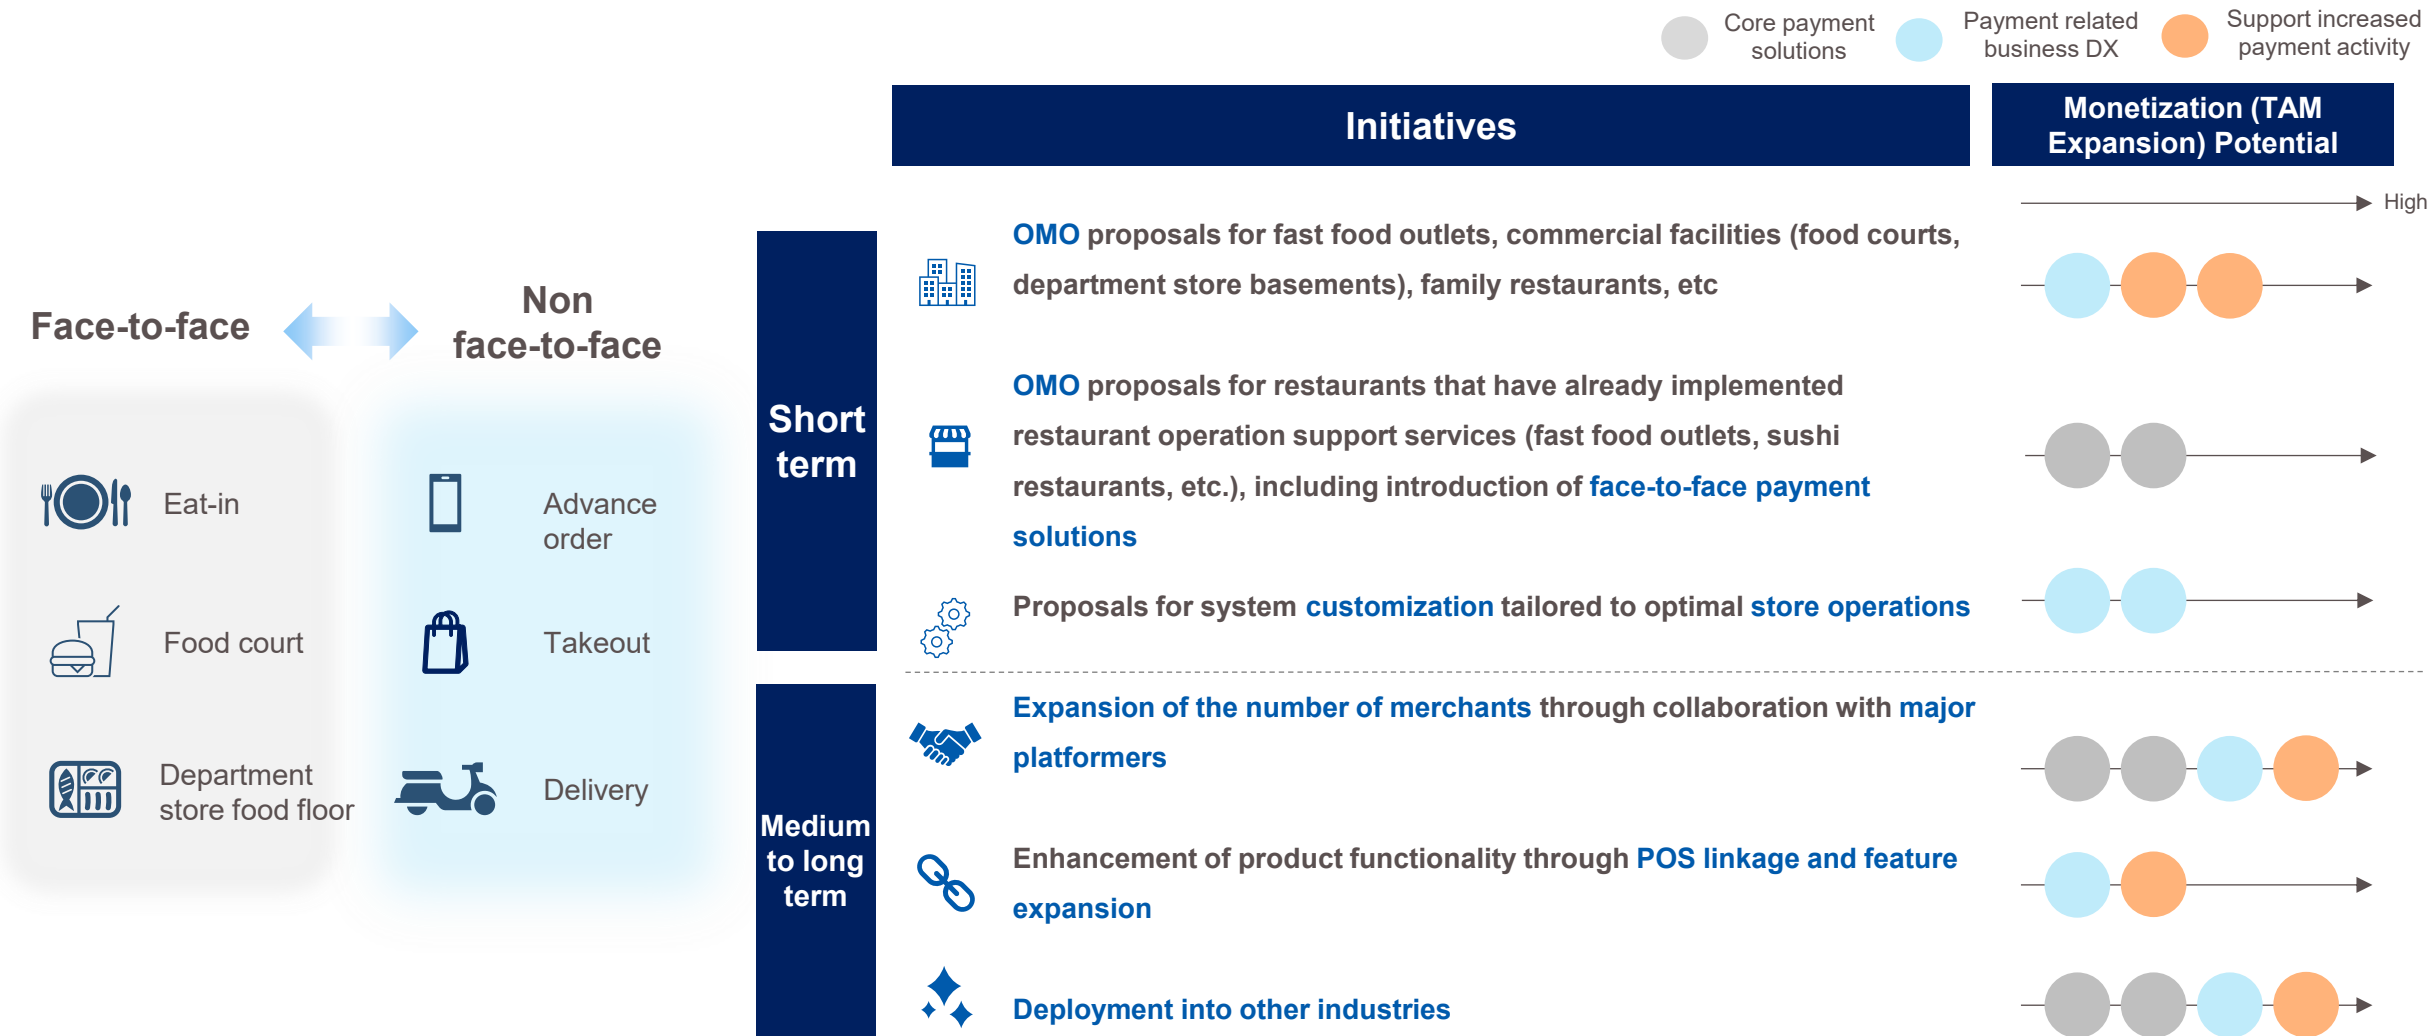 Core payment
solutions
Payment related
business DX
Support increased
payment activity
Initiatives
Monetization (TAM
Expansion) Potential
High
Face-to-face
Non
face-to-face
Eat-in
Food court
Department
store food floor
Advance
order
Takeout
Delivery
Short
term
OMO proposals for fast food outlets, commercial facilities (food courts,
department store basements), family restaurants, etc
OMO proposals for restaurants that have already implemented
restaurant operation support services (fast food outlets, sushi
restaurants, etc.), including introduction of face-to-face payment
solutions
Proposals for system customization tailored to optimal store operations
Medium
to long
term
Expansion of the number of merchants through collaboration with major
platformers
Enhancement of product functionality through POS linkage and feature
expansion
Deployment into other industries